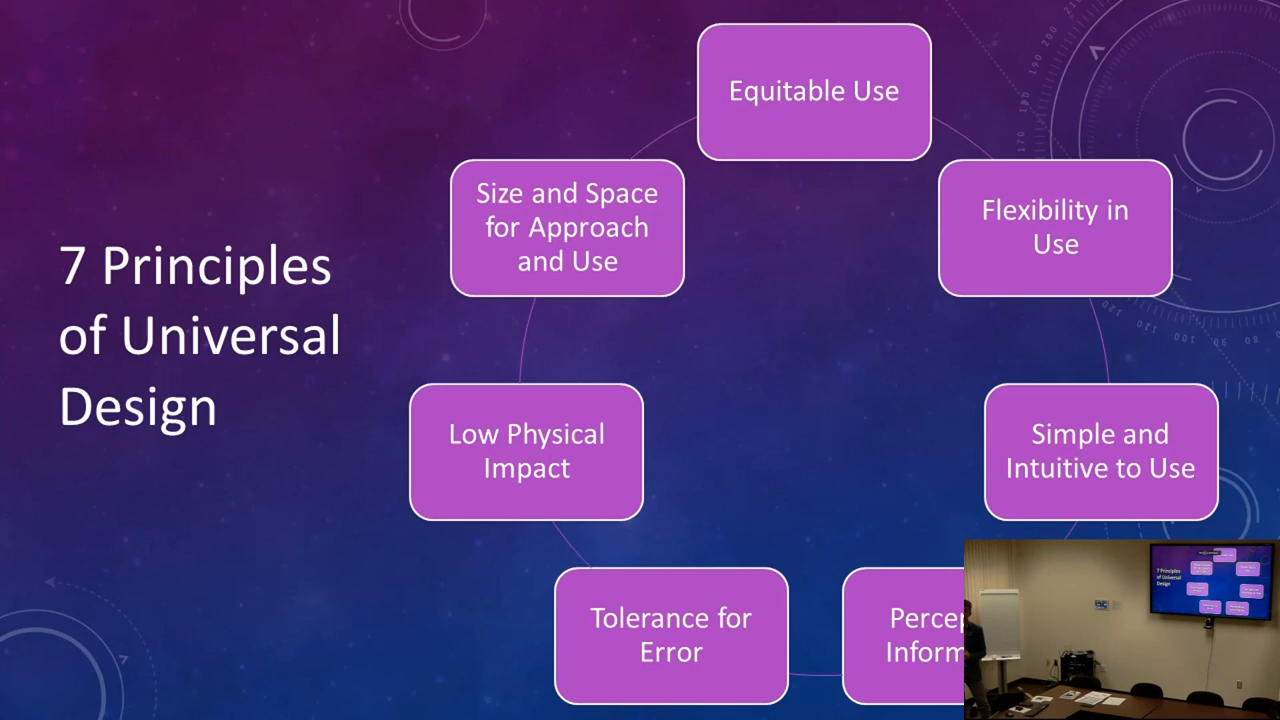 7 Principles
of Universal
Design
Equitable Use
Flexibility in
Use
Simple and
Intuitive to Use
Tolerance for
Error
Low Physical
Impact
Size and Space
for Approach
and Use